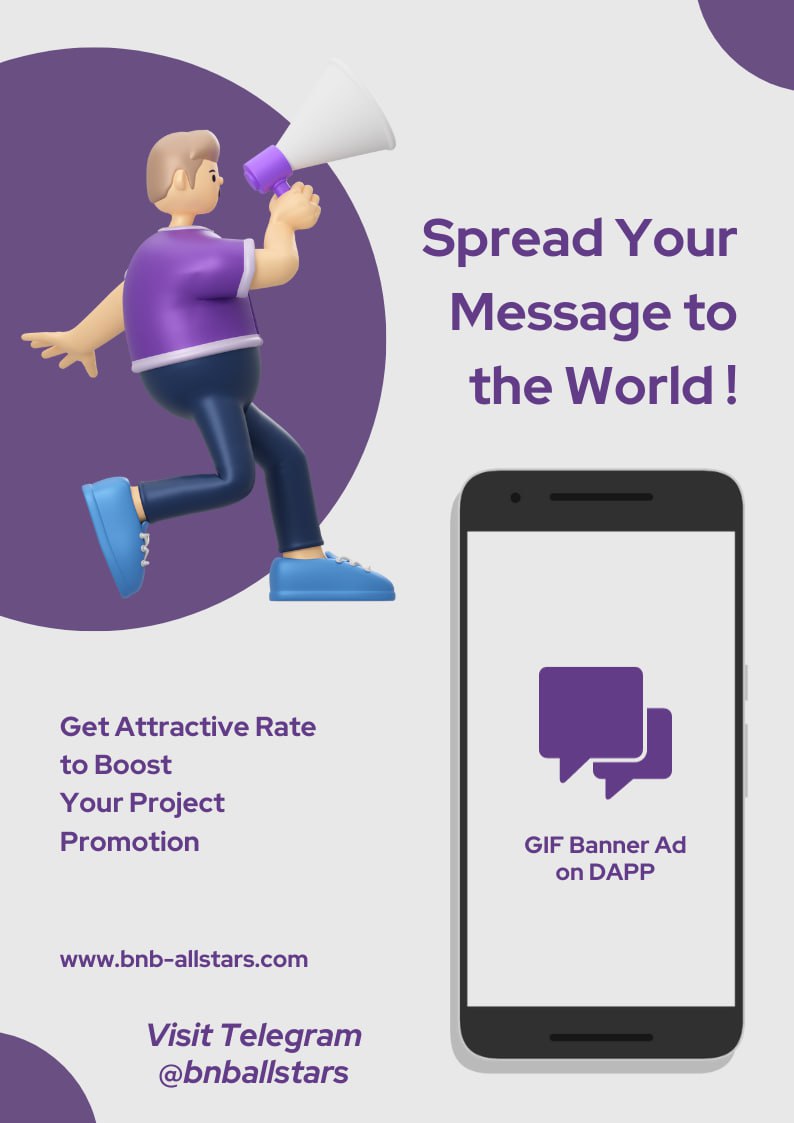 Spread Your
Message to
the World !
Get Attractive Rate
to Boost
Your Project
Promotion
GIF Banner Ad
on DAPP
www.bnb-allstars.com
Visit Telegram
@bnballstars